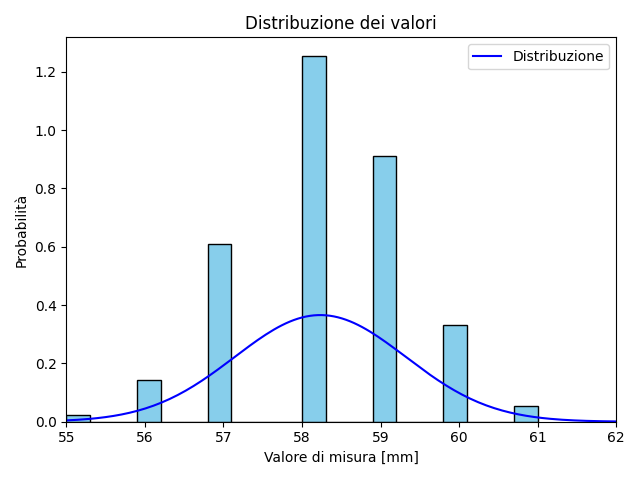 Distribuzione dei valori
Distribuzione
1.2
1.0
0.8
0.6
0.4
0.2
0.0
Probabilità
55 56 57 58 59 60 61 62
Valore di misura [mm]